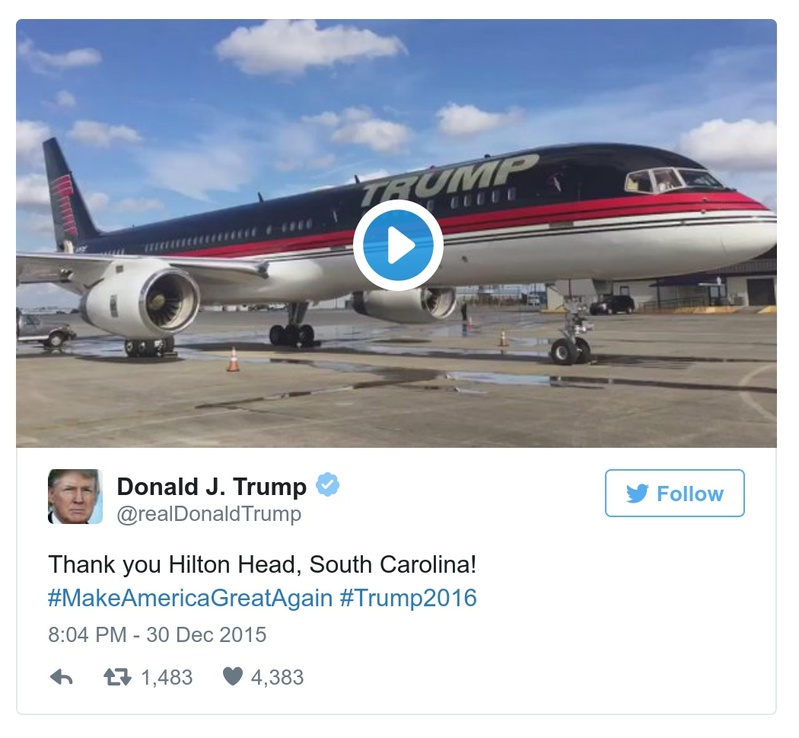 TRUMP
Donald J. Trump
@realDonaldTrump
Follow
Thank you Hilton Head, South Carolina!
#MakeAmericaGreatAgain #Trump2016
8:04 PM - 30 Dec 2015
1,483 4,383